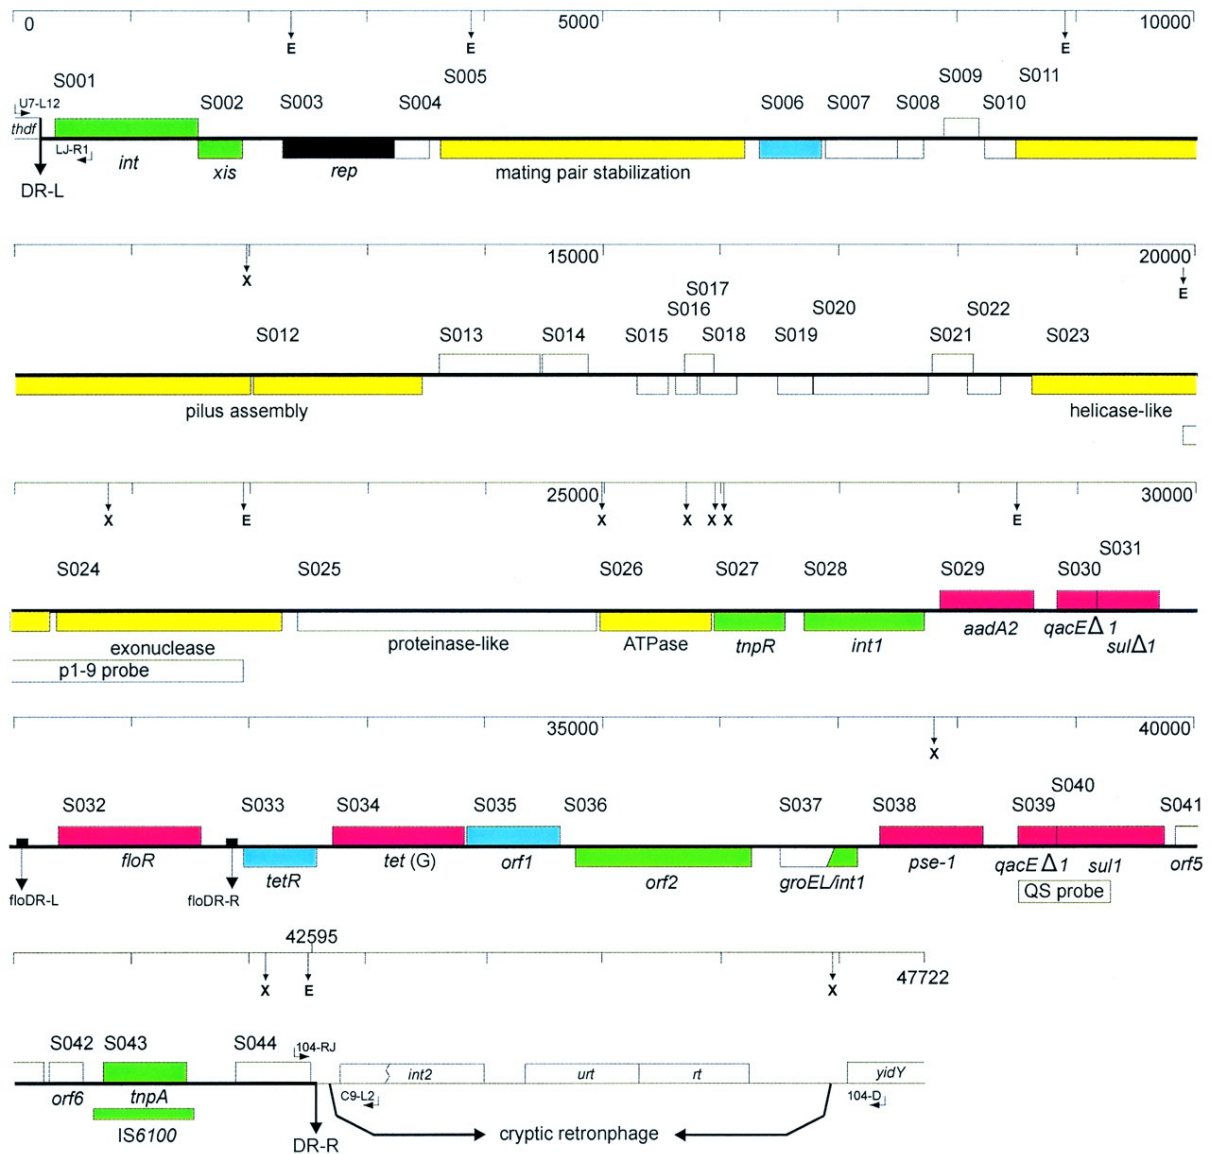 0 5000 10000
E E E
S001 S002 S003 S004 S005 S006 S007 S008 S009 S010 S011
U7-L12
thdf
LJ-R1 int xis rep mating pair stabilization
DR-L
15000 20000
X E
S012 S013 S014 S015 S016 S017 S018 S019 S020 S021 S022 S023
pilus assembly helicase-like
25000 30000
X E X X X X E
S024 S025 S026 S027 S028 S029 S030 S031
exonuclease proteinase-like ATPase tnpR int1 aadA2 qacEΔ1 sulΔ1
p1-9 probe
35000 40000
X
S032 S033 S034 S035 S036 S037 S038 S039 S040 S041
floR tetR tet (G) orf1 orf2 groEL/int1 pse-1 qacEΔ1 sul1 orf5
floDR-L floDR-R QS probe
42595
X E X 47722
S042 S043 S044 104-RJ
orf6 tnpA int2 urt rt yidY
C9-L2 104-D
IS6100
DR-R cryptic retronphage